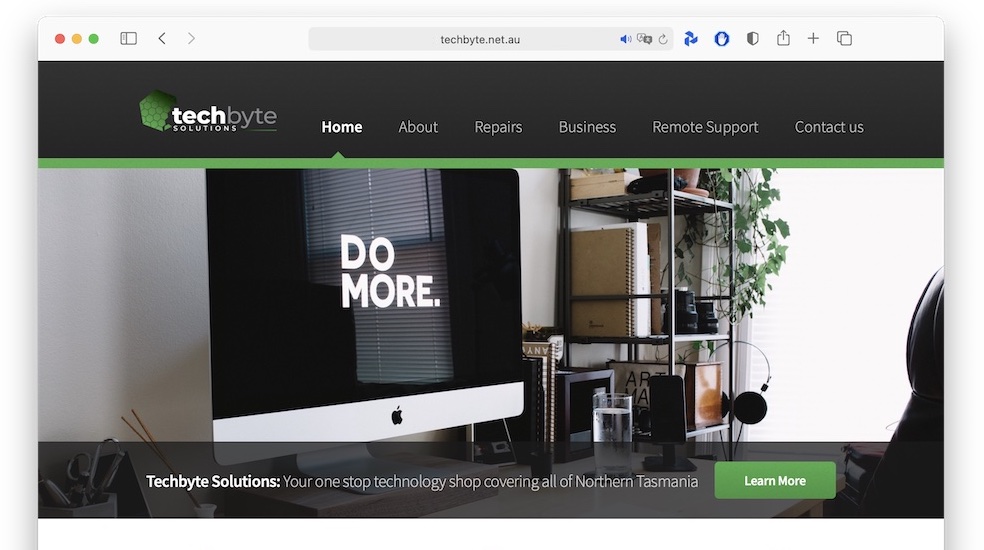 techbyte.net.au
techbyte
SOLUTIONS
Home About Repairs Business Remote Support Contact us
DO
MORE.
Techbyte Solutions: Your one stop technology shop covering all of Northern Tasmania
Learn More